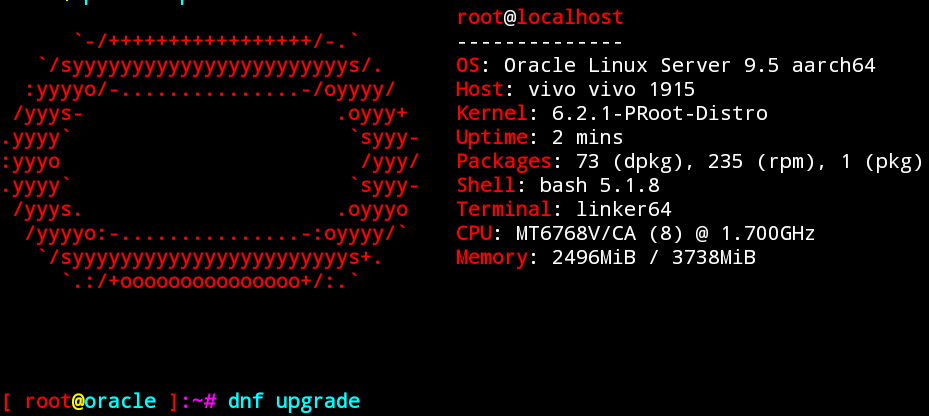 root@localhost
--------------
OS: Oracle Linux Server 9.5 aarch64
Host: vivo vivo 1915
Kernel: 6.2.1-PRoot-Distro
Uptime: 2 mins
Packages: 73 (dpkg), 235 (rpm), 1 (pkg)
Shell: bash 5.1.8
Terminal: linker64
CPU: MT6768V/CA (8) @ 1.700GHz
Memory: 2496MiB / 3738MiB
`-/+++++++++++++++++/-.`
`/syyyyyyyyyyyyyyyyyyyyyyys/.
:yyyyo/-...............-/oyyyy/
/yyys- .oyyy+
.yyyy` `syyy-
:yyyo /yyy/
.yyyy` `syyy-
/yyys. .oyyyo
/yyyyo:-...............-:oyyyy/`
`/syyyyyyyyyyyyyyyyyyyyyyys+.
`.:/+ooooooooooooooo+/:.`
[ root@oracle ]:~# dnf upgrade